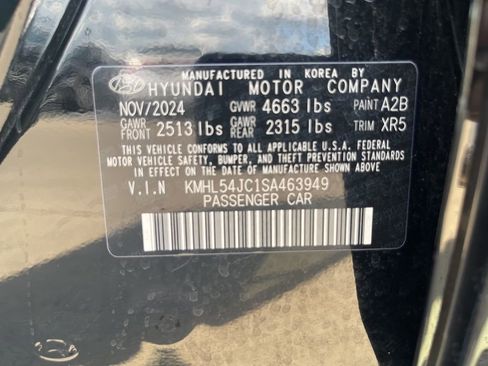 MANUFACTURED IN KOREA BY
HYUNDAI MOTOR COMPANY
NOV/2024 GVWR 4663 lbs PAINT A2B
GAWR FRONT 2513 lbs GAWR REAR 2315 lbs TRIM XR5
THIS VEHICLE CONFORMS TO ALL APPLICABLE U.S.A. FEDERAL
MOTOR VEHICLE SAFETY, BUMPER, AND THEFT PREVENTION
STANDARDS IN EFFECT ON THE DATE OF MANUFACTURE SHOWN ABOVE
V.I.N KMHL54JC1SA463949
PASSENGER CAR